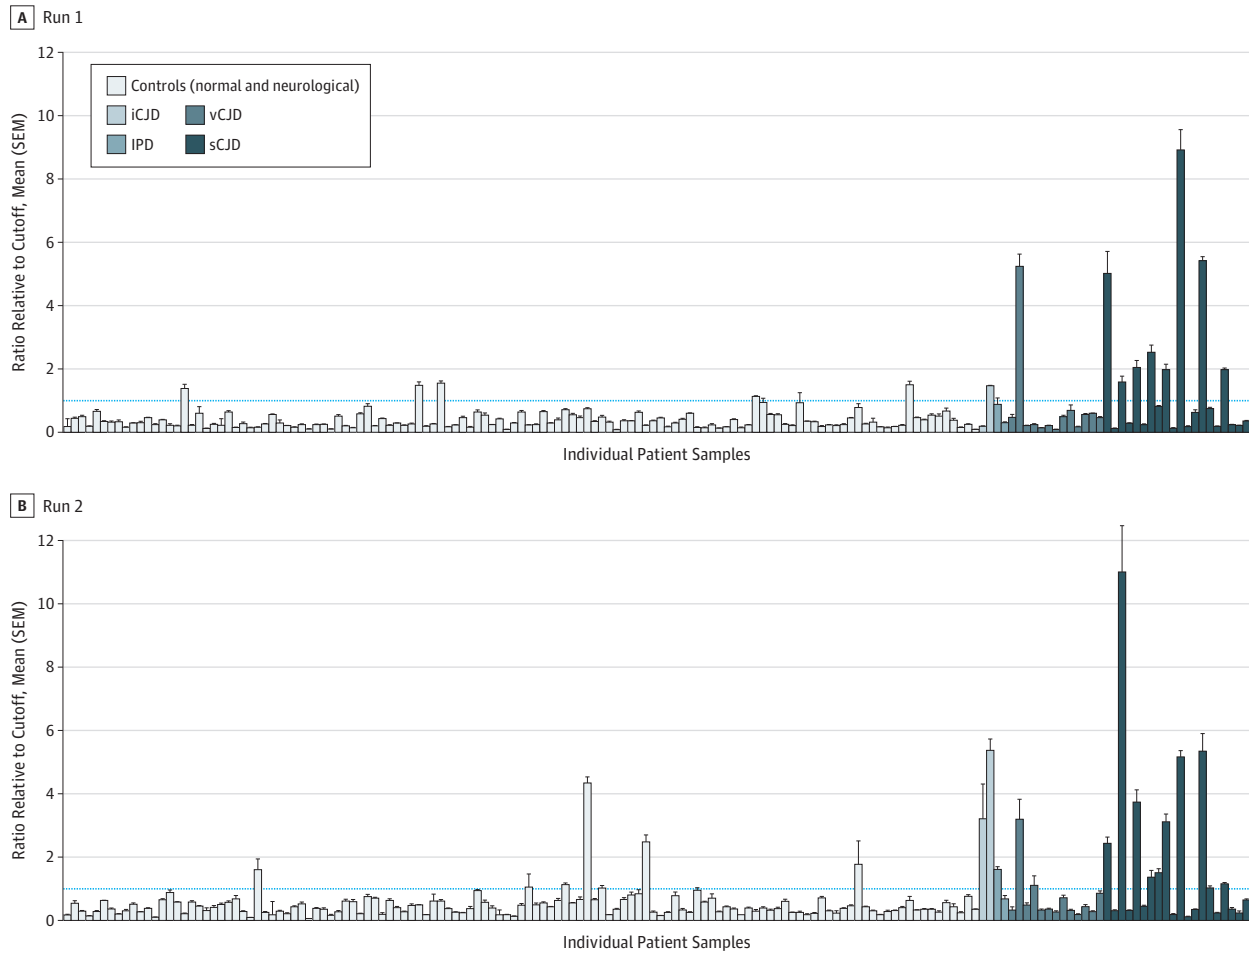 A Run 1
12
10
8
6
4
2
0
Ratio Relative to Cutoff, Mean (SEM)
Controls (normal and neurological)
iCJD vCJD
IPD sCJD
Individual Patient Samples
B Run 2
12
10
8
6
4
2
0
Ratio Relative to Cutoff, Mean (SEM)
Individual Patient Samples